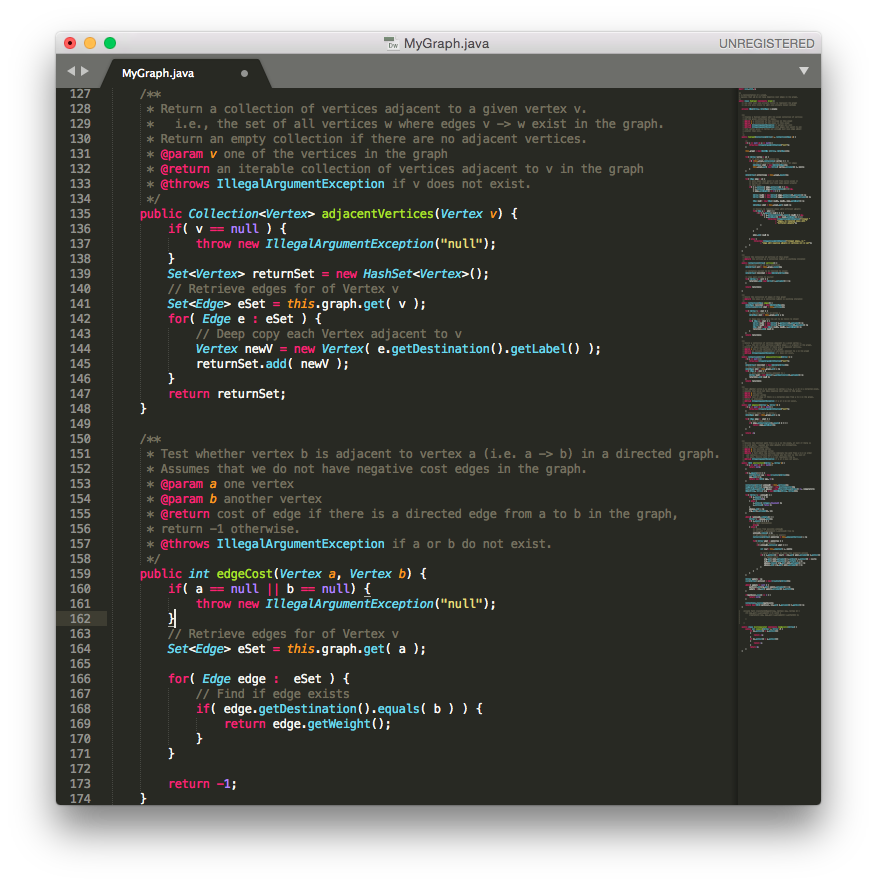 MyGraph.java
UNREGISTERED
MyGraph.java
127 /**
128  * Return a collection of vertices adjacent to a given vertex v.
129  *   i.e., the set of all vertices w where edges v -> w exist in the graph.
130  * Return an empty collection if there are no adjacent vertices.
131  * @param v one of the vertices in the graph
132  * @return an iterable collection of vertices adjacent to v in the graph
133  * @throws IllegalArgumentException if v does not exist.
134  */
135 public Collection<Vertex> adjacentVertices(Vertex v) {
136     if( v == null ) {
137         throw new IllegalArgumentException("null");
138     }
139     Set<Vertex> returnSet = new HashSet<Vertex>();
140     // Retrieve edges for of Vertex v
141     Set<Edge> eSet = this.graph.get( v );
142     for( Edge e : eSet ) {
143         // Deep copy each Vertex adjacent to v
144         Vertex newV = new Vertex( e.getDestination().getLabel() );
145         returnSet.add( newV );
146     }
147     return returnSet;
148 }
149
150 /**
151  * Test whether vertex b is adjacent to vertex a (i.e. a -> b) in a directed graph.
152  * Assumes that we do not have negative cost edges in the graph.
153  * @param a one vertex
154  * @param b another vertex
155  * @return cost of edge if there is a directed edge from a to b in the graph,
156  * return -1 otherwise.
157  * @throws IllegalArgumentException if a or b do not exist.
158  */
159 public int edgeCost(Vertex a, Vertex b) {
160     if( a == null || b == null) {
161         throw new IllegalArgumentException("null");
162     }
163     // Retrieve edges for of Vertex v
164     Set<Edge> eSet = this.graph.get( a );
165
166     for( Edge edge :  eSet ) {
167         // Find if edge exists
168         if( edge.getDestination().equals( b ) ) {
169             return edge.getWeight();
170         }
171     }
172
173     return -1;
174 }